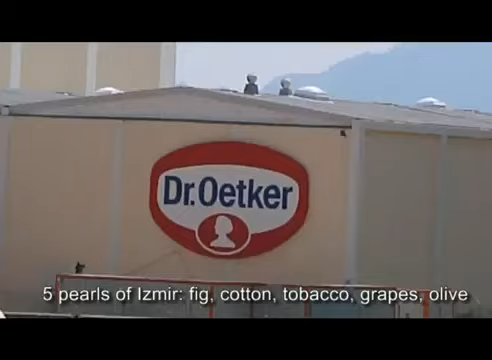 Dr.Oetker
5 pearls of Izmir: fig, cotton, tobacco, grapes, olive